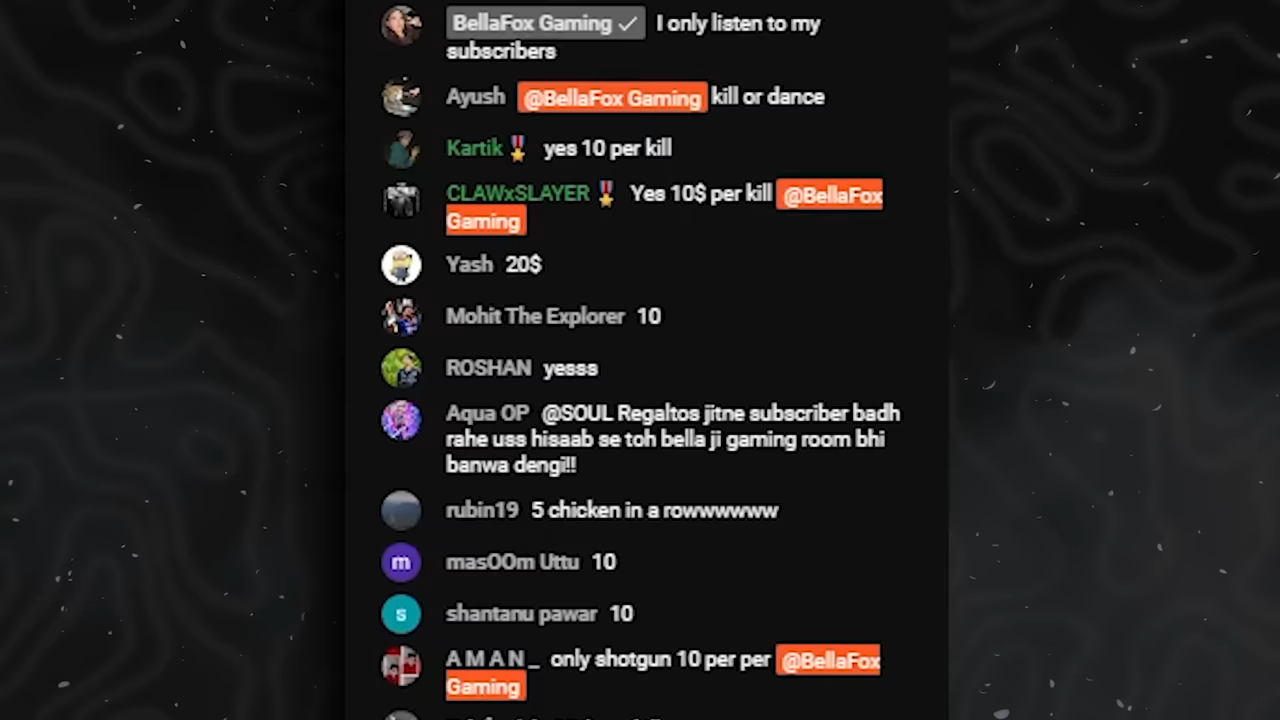 BellaFox Gaming ✓ I only listen to my
subscribers
Ayush @BellaFox Gaming kill or dance
Kartik🎖️ yes 10 per kill
CLAWxSLAYER🎖️ Yes 10$ per kill @BellaFox
Gaming
Yash 20$
Mohit The Explorer 10
ROSHAN yesss
Aqua OP @SOUL Regaltos jitne subscriber badh
rahe uss hisaab se toh bella ji gaming room bhi
banwa dengi!!
rubin19 5 chicken in a rowwwwww
m masOOm Uttu 10
s shantanu pawar 10
A M A N _ only shotgun 10 per per @BellaFox
Gaming